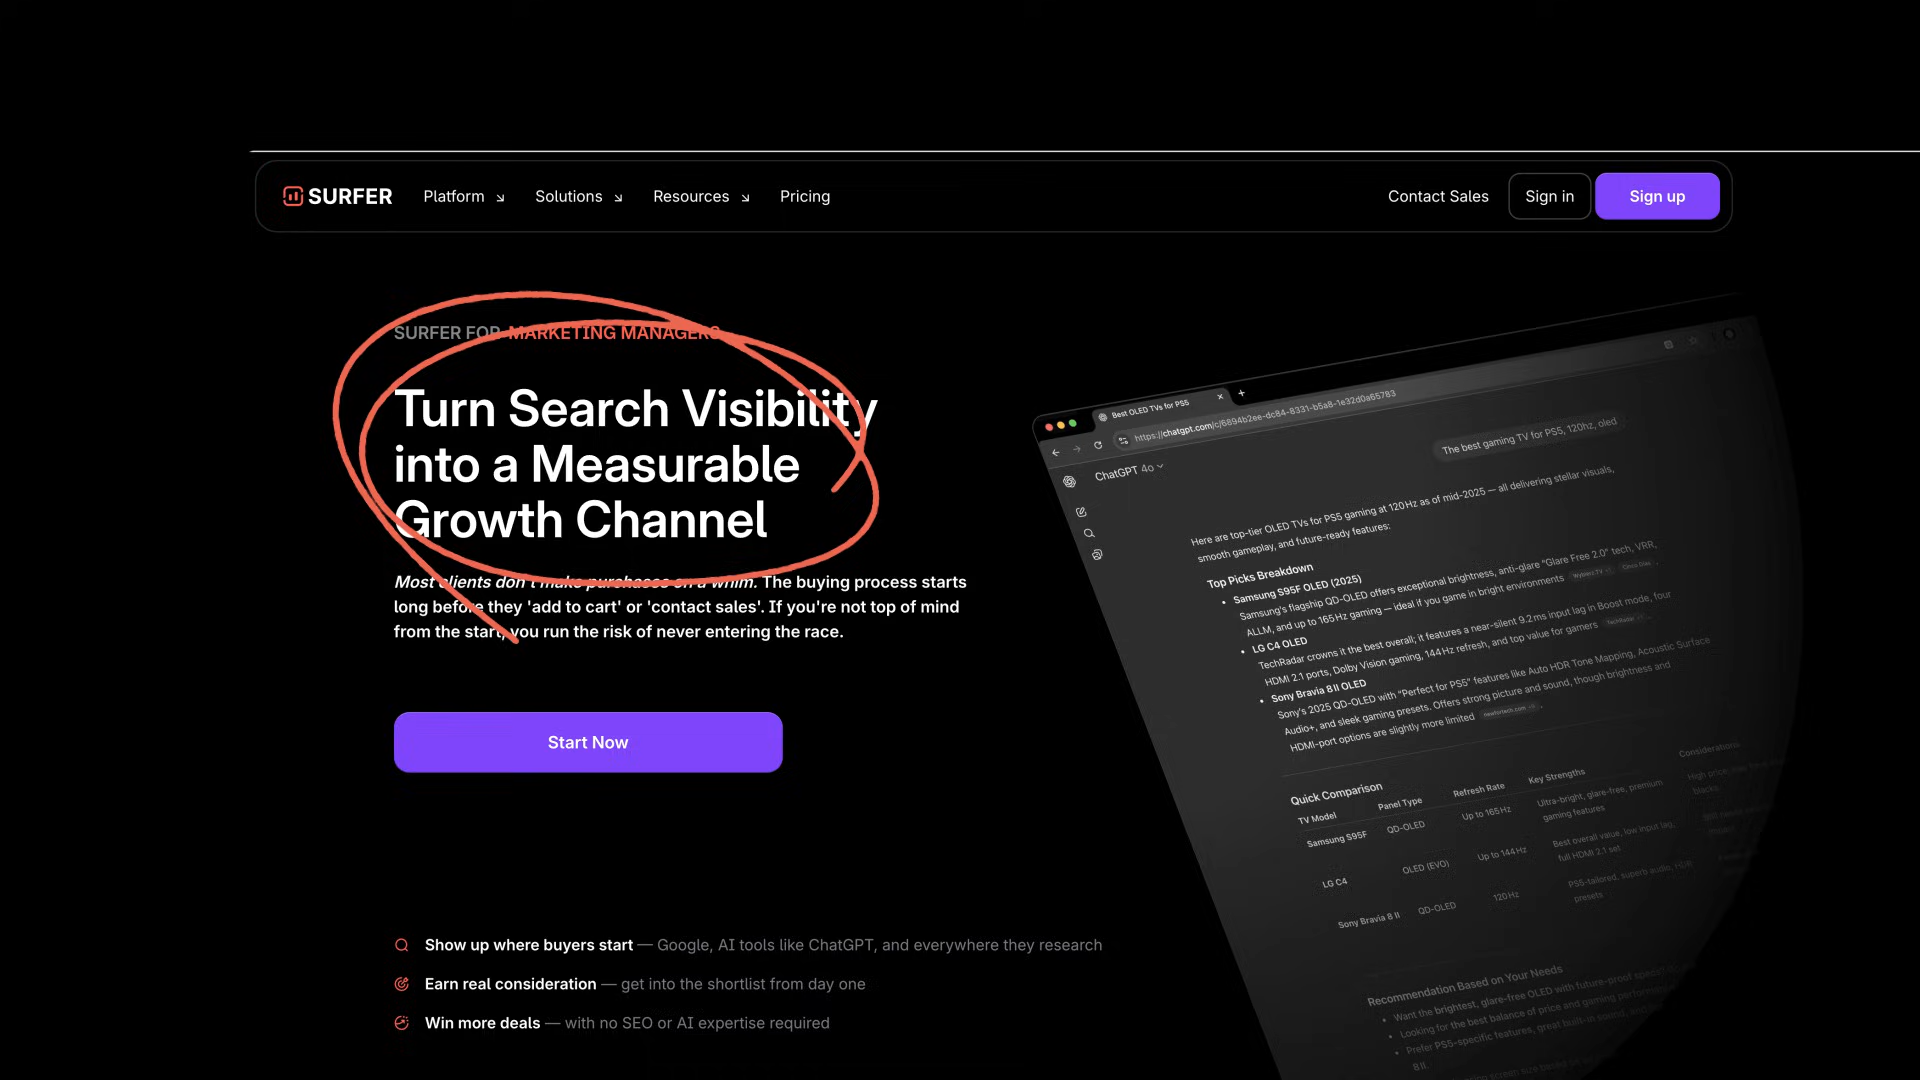 SURFER
Platform
Solutions
Resources
Pricing
Contact Sales
Sign in
Sign up
SURFER FOR MARKETING MANAGERS
Turn Search Visibility
into a Measurable
Growth Channel
Most clients don't make purchases on a whim. The buying process starts
long before they 'add to cart' or 'contact sales'. If you're not top of mind
from the start, you run the risk of never entering the race.
Start Now
Show up where buyers start — Google, AI tools like ChatGPT, and everywhere they research
Earn real consideration — get into the shortlist from day one
Win more deals — with no SEO or AI expertise required
Best OLED TVs for PS5
https://chatgpt.com/c/6894b2ee-dc84-8331-b5a8-1e32d0a65783
ChatGPT 4o
The best gaming TV for PS5, 120hz, oled
Here are top-tier OLED TVs for PS5 gaming at 120 Hz as of mid-2025 — all delivering stellar visuals,
smooth gameplay, and future-ready features:
Top Picks Breakdown
• Samsung S95F OLED (2025)
Samsung's flagship QD-OLED offers exceptional brightness, anti-glare "Glare Free 2.0" tech, VRR,
ALLM, and up to 165 Hz gaming — ideal if you game in bright environments
• LG C4 OLED
TechRadar crowns it the best overall; it features a near-silent 9.2 ms input lag in Boost mode, four
HDMI 2.1 ports, Dolby Vision gaming, 144 Hz refresh, and top value for gamers TechRadar
• Sony Bravia 8 II OLED
Sony's 2025 QD-OLED with "Perfect for PS5" features like Auto HDR Tone Mapping, Acoustic Surface
Audio+, and sleek gaming presets. Offers strong picture and sound, though brightness and
HDMI-port options are slightly more limited
Quick Comparison
TV Model Panel Type Refresh Rate Key Strengths Considerations
Samsung S95F QD-OLED Up to 165 Hz Ultra-bright, glare-free, premium
gaming features
LG C4 OLED (EVO) Up to 144 Hz Best overall value, low input lag,
full HDMI 2.1 set
Sony Bravia 8 II QD-OLED 120 Hz PS5-tailored, superb audio, HDR
presets
Recommendation Based on Your Needs
• Want the brightest, glare-free OLED with future-proof
• Looking for the best balance of price and gaming
• Prefer PS5-specific features, great built-in sound,
8 II.